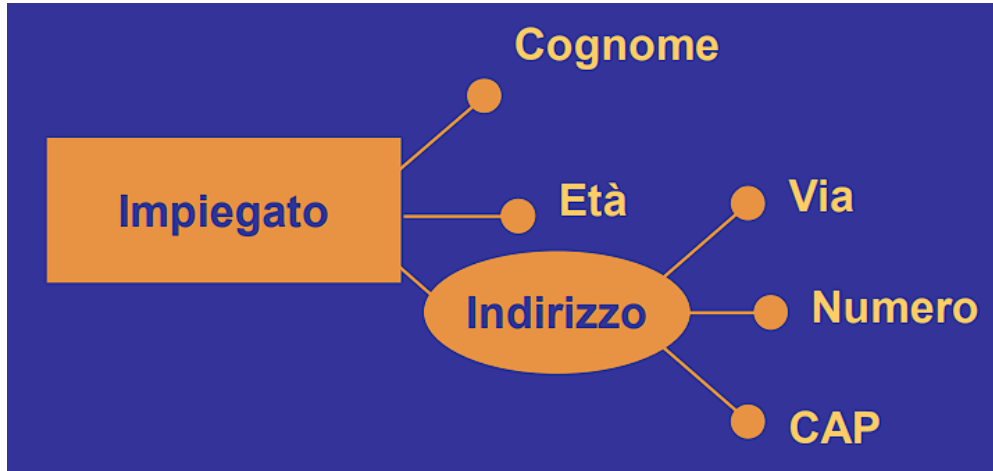 Cognome
Impiegato
Età
Via
Indirizzo
Numero
CAP